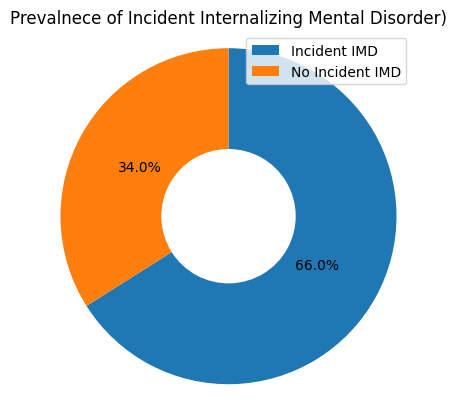 Prevalnece of Incident Internalizing Mental Disorder)
Incident IMD
No Incident IMD
34.0%
66.0%